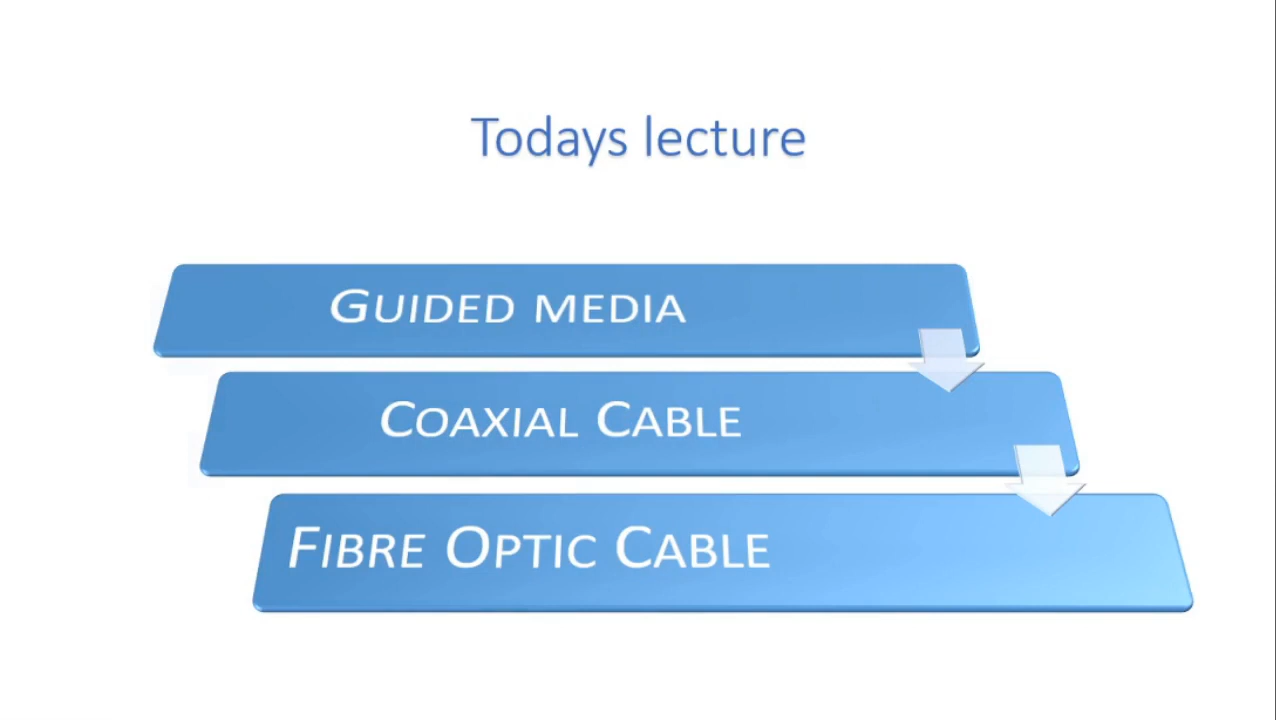 Todays lecture
GUIDED MEDIA
COAXIAL CABLE
FIBRE OPTIC CABLE